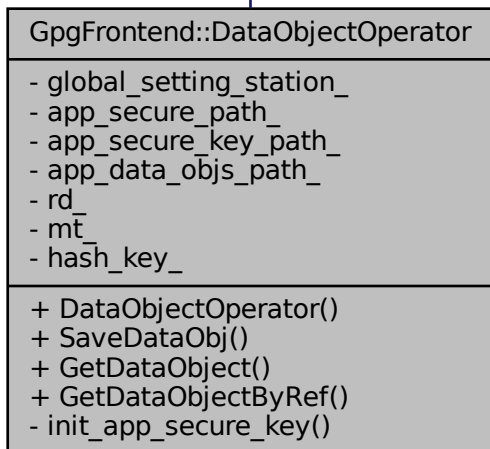 GpgFrontend::DataObjectOperator
- global_setting_station_
- app_secure_path_
- app_secure_key_path_
- app_data_objs_path_
- rd_
- mt_
- hash_key_
+ DataObjectOperator()
+ SaveDataObj()
+ GetDataObject()
+ GetDataObjectByRef()
- init_app_secure_key()